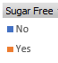 Sugar Free
No
Yes